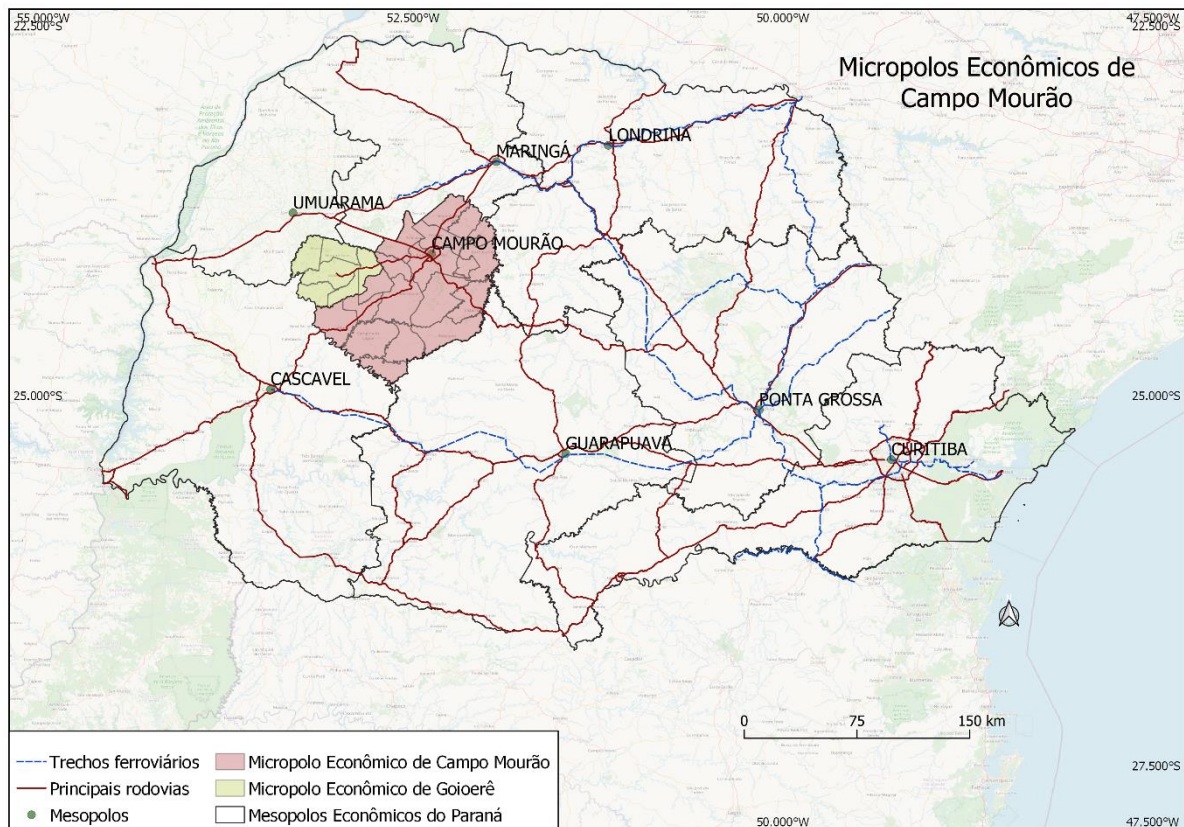 55.000°W
52.500°W
50.000°W
47.500°W
22.500°S
22.500°S
Micropolos Econômicos de
Campo Mourão
LONDRINA
MARINGÁ
UMUARAMA
CAMPO MOURÃO
25.000°S
CASCAVEL
25.000°S
PONTA GROSSA
GUARAPUAVA
CURITIBA
0 75 150 km
Trechos ferroviários
Principais rodovias
Mesopolos
Micropolo Econômico de Campo Mourão
Micropolo Econômico de Goioerê
Mesopolos Econômicos do Paraná
27.500°S
50.000°W
47.500°W